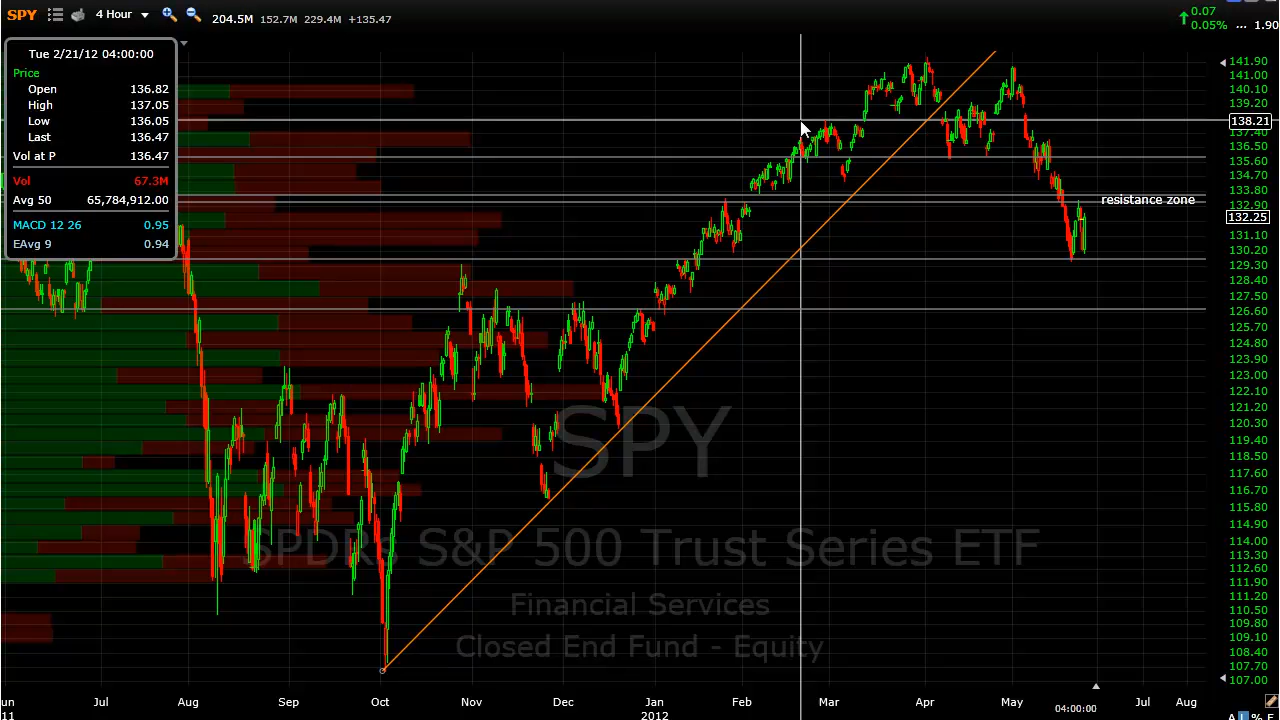 SPY 4 Hour 204.5M 152.7M 229.4M +135.47
0.07
0.05% ... 1.90
Tue 2/21/12 04:00:00
Price
Open 136.82
High 137.05
Low 136.05
Last 136.47
Vol at P 136.47
Vol 67.3M
Avg 50 65,784,912.00
MACD 12 26 0.95
EAvg 9 0.94
141.90
141.00
140.10
139.20
138.21
137.40
136.50
135.60
134.70
133.80
resistance zone
132.90
132.25
131.10
130.20
129.30
128.40
127.50
126.60
125.70
124.80
123.90
123.00
122.10
121.20
120.30
119.40
118.50
117.60
116.70
115.80
114.90
114.00
113.30
112.60
111.90
111.20
110.50
109.80
109.10
108.40
107.70
107.00
SPY
SPDRs S&P 500 Trust Series ETF
Financial Services
Closed End Fund - Equity
Jul Aug Sep Oct Nov Dec Jan Feb Mar Apr May Jul Aug
11 2012 04:00:00